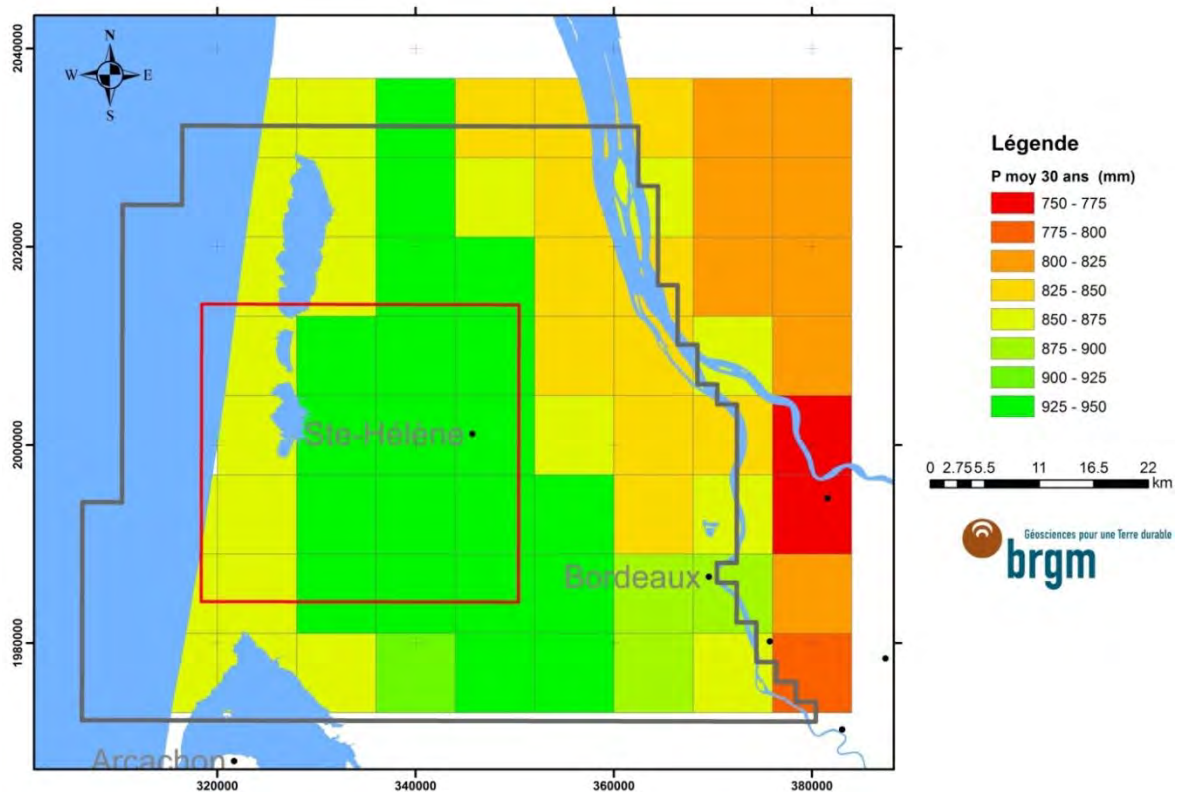 2040000
2020000
2000000
1980000
N
W E
S
Ste-Hélène
Bordeaux
Arcachon
320000 340000 360000 380000
Légende
P moy 30 ans (mm)
750 - 775
775 - 800
800 - 825
825 - 850
850 - 875
875 - 900
900 - 925
925 - 950
0 2.75 5.5 11 16.5 22
km
Géosciences pour une Terre durable
brgm